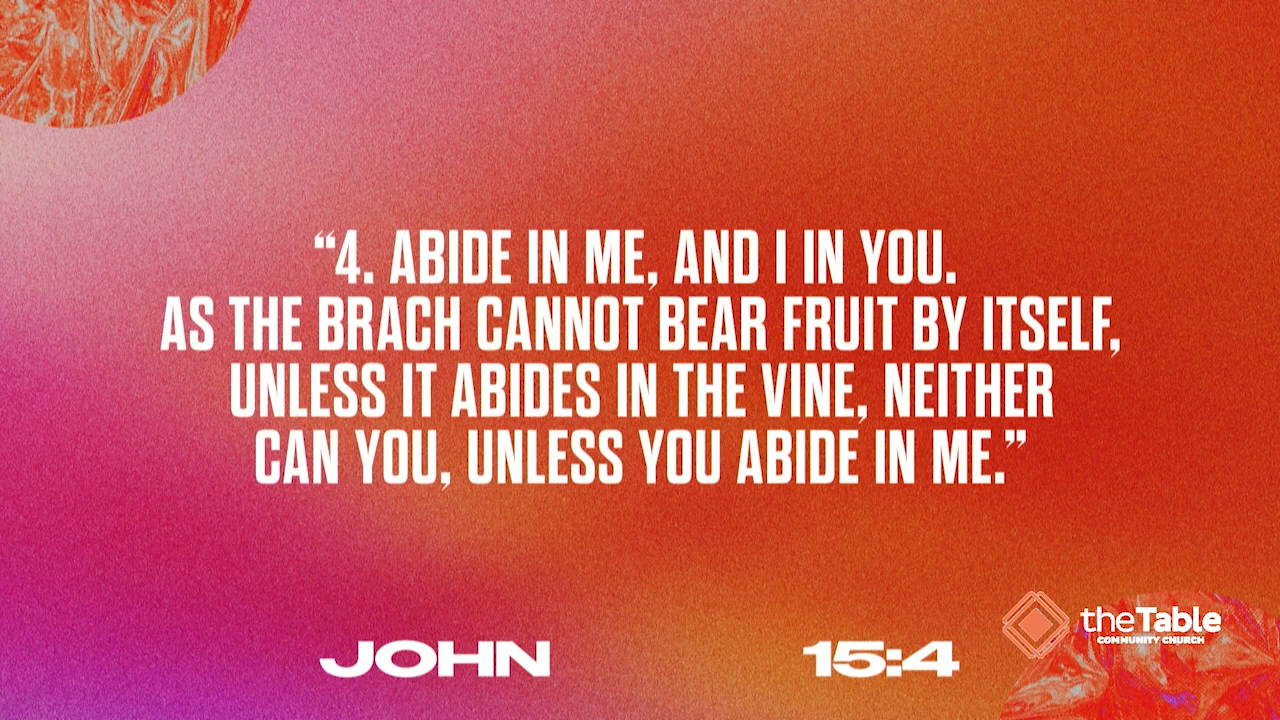 “4. ABIDE IN ME, AND I IN YOU.
AS THE BRACH CANNOT BEAR FRUIT BY ITSELF,
UNLESS IT ABIDES IN THE VINE, NEITHER
CAN YOU, UNLESS YOU ABIDE IN ME.”
JOHN 15:4
theTable
COMMUNITY CHURCH